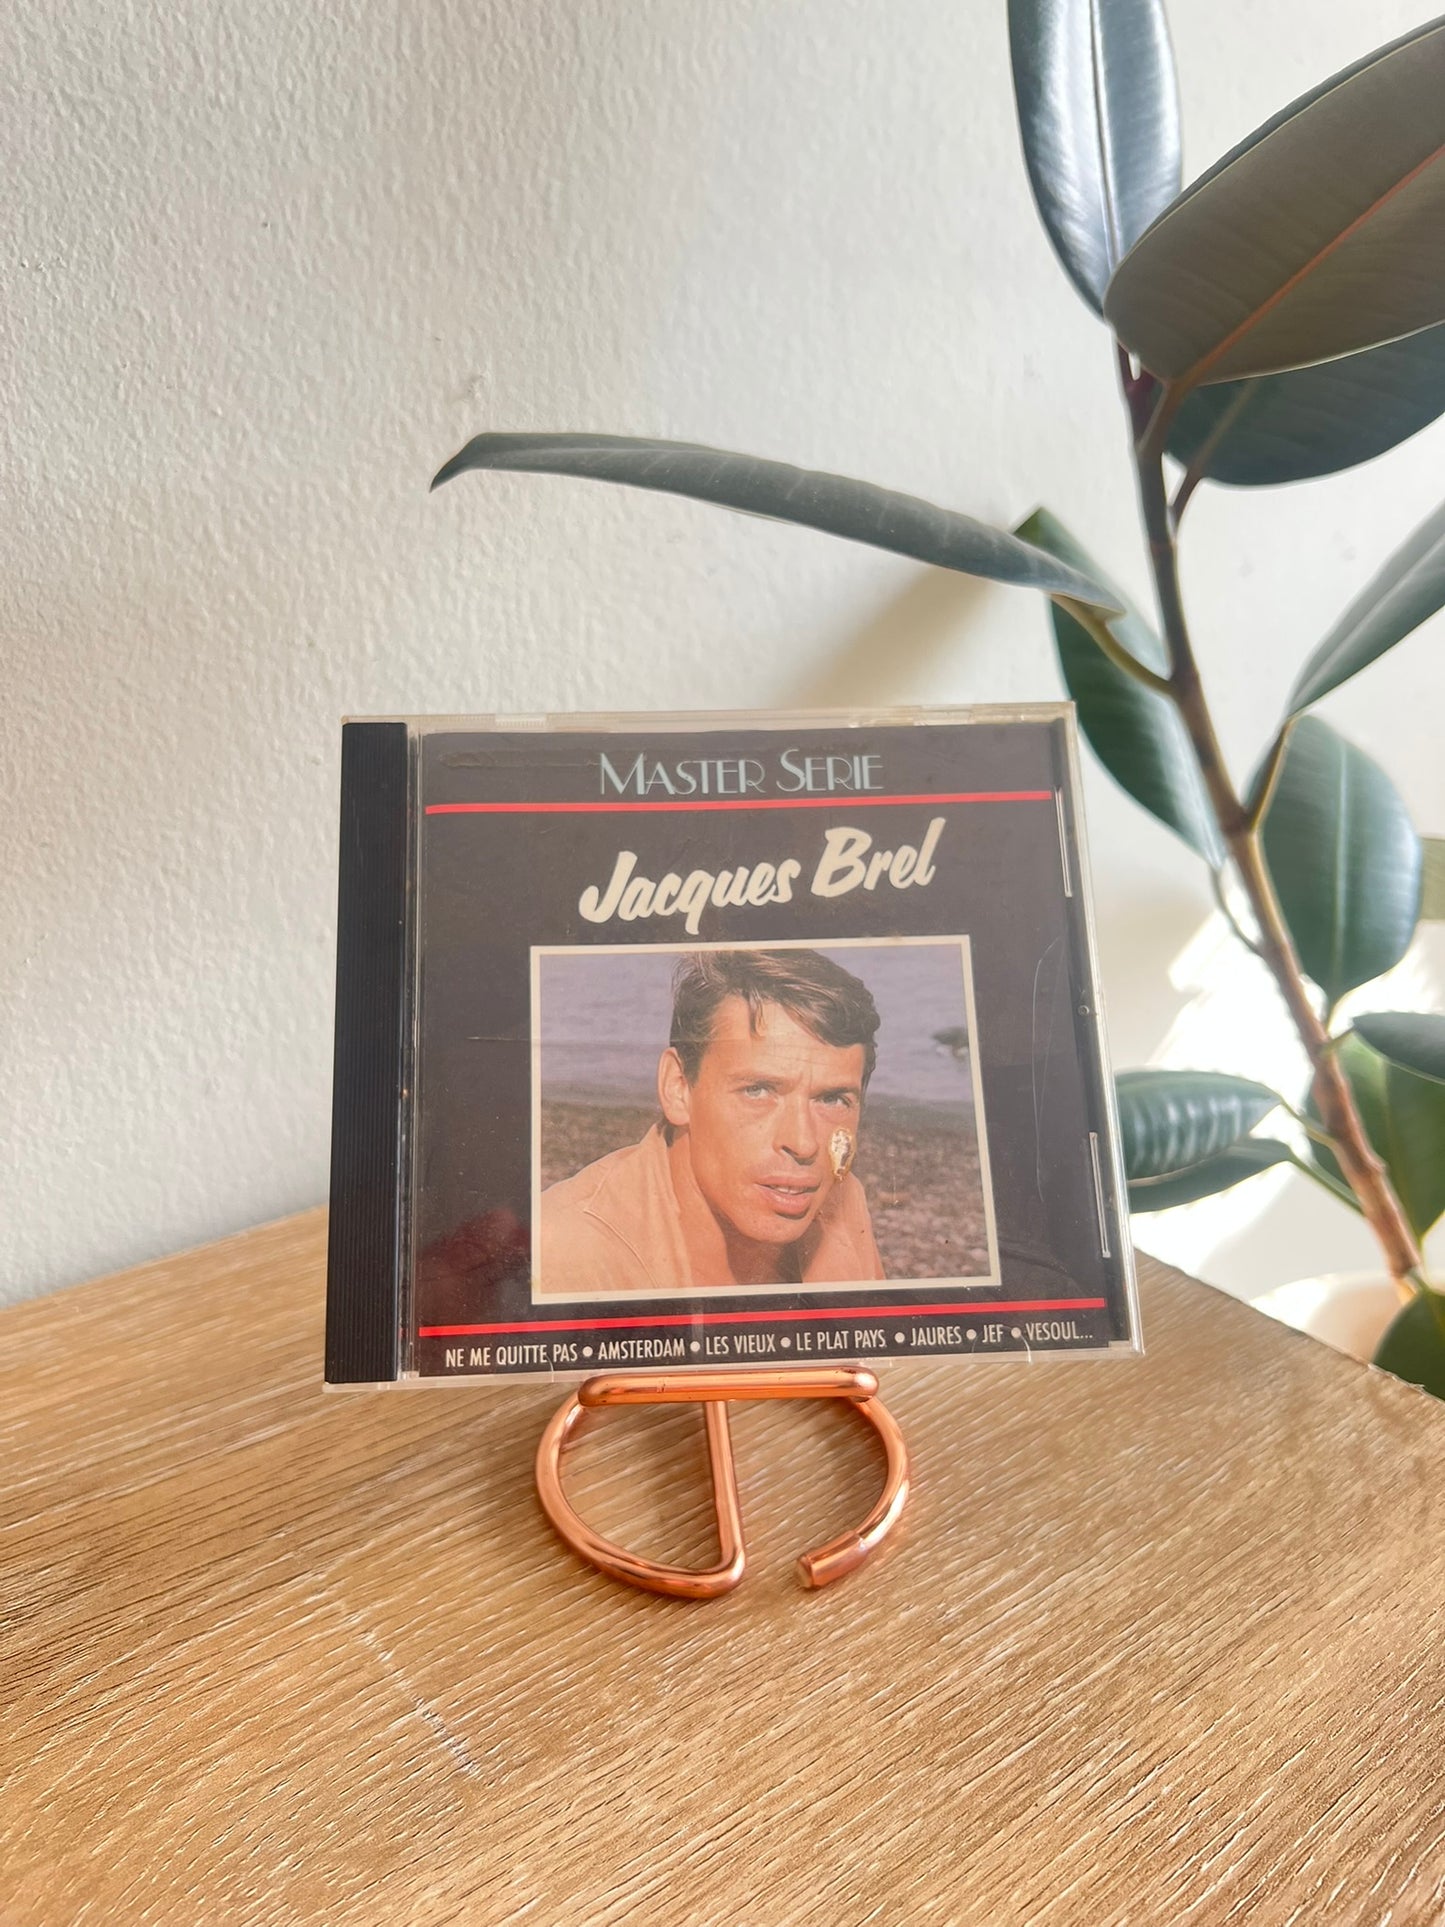 MASTER SERIE
Jacques Brel
NE ME QUITTE PAS • AMSTERDAM • LES VIEUX • LE PLAT PAYS • JAURES • JEF • VESOUL...